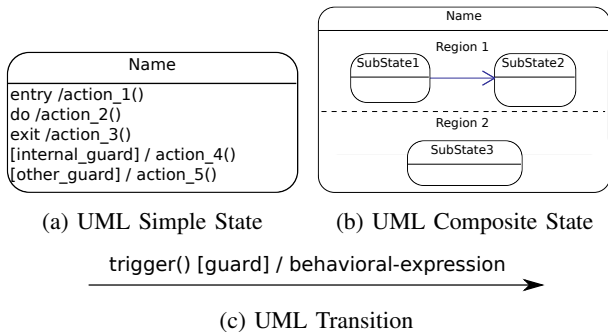 Name
entry /action_1()
do /action_2()
exit /action_3()
[internal_guard] / action_4()
[other_guard] / action_5()
(a) UML Simple State
Name
Region 1
SubState1
SubState2
Region 2
SubState3
(b) UML Composite State
trigger() [guard] / behavioral-expression
(c) UML Transition